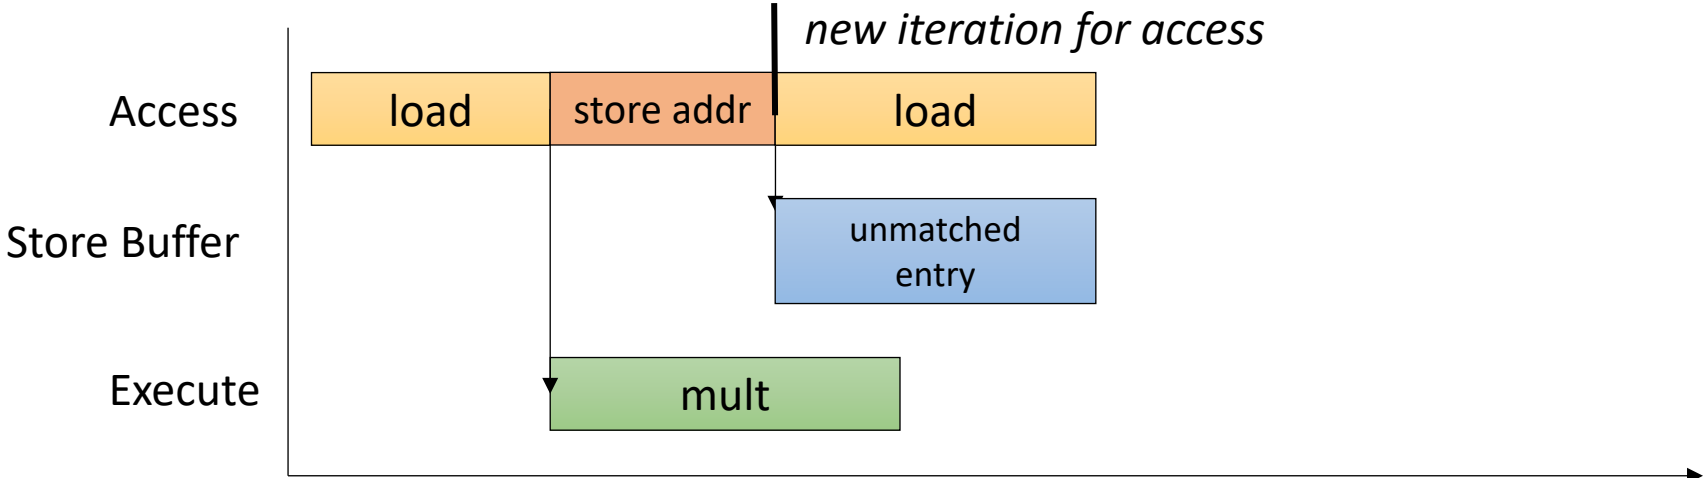 new iteration for access
Access
load
store addr
load
Store Buffer
unmatched
entry
Execute
mult